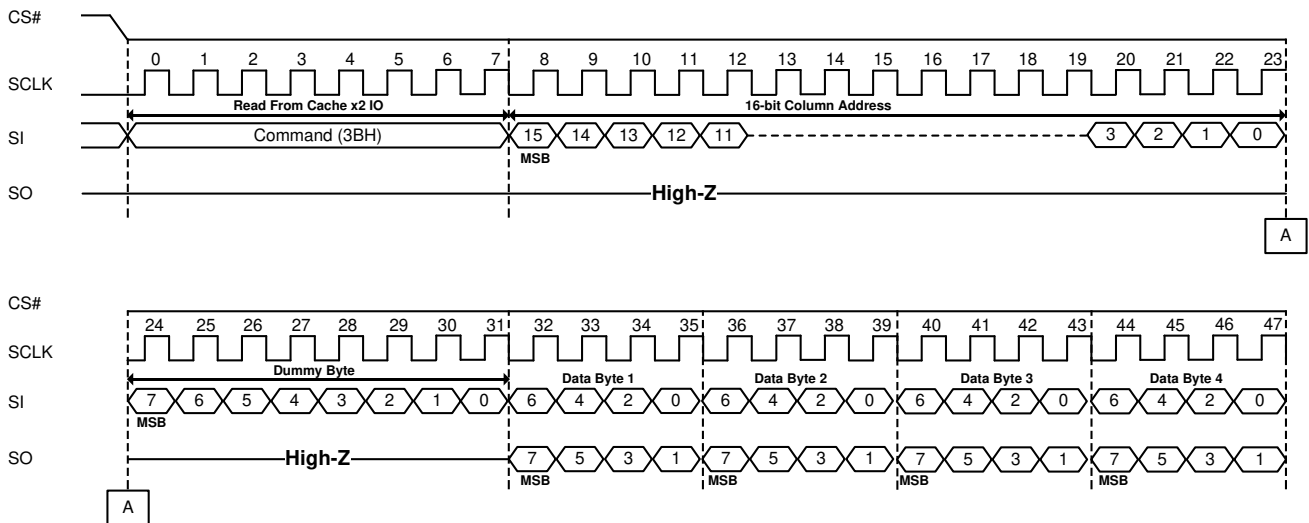 CS#
0 1 2 3 4 5 6 7 8 9 10 11 12 13 14 15 16 17 18 19 20 21 22 23
SCLK
Read From Cache x2 IO 16-bit Column Address
SI Command (3BH) 15 14 13 12 11 3 2 1 0
MSB
SO High-Z
A
CS#
24 25 26 27 28 29 30 31 32 33 34 35 36 37 38 39 40 41 42 43 44 45 46 47
SCLK
Dummy Byte Data Byte 1 Data Byte 2 Data Byte 3 Data Byte 4
SI 7 6 5 4 3 2 1 0 6 4 2 0 6 4 2 0 6 4 2 0 6 4 2 0
MSB
SO High-Z 7 5 3 1 7 5 3 1 7 5 3 1 7 5 3 1
MSB MSB MSB MSB
A